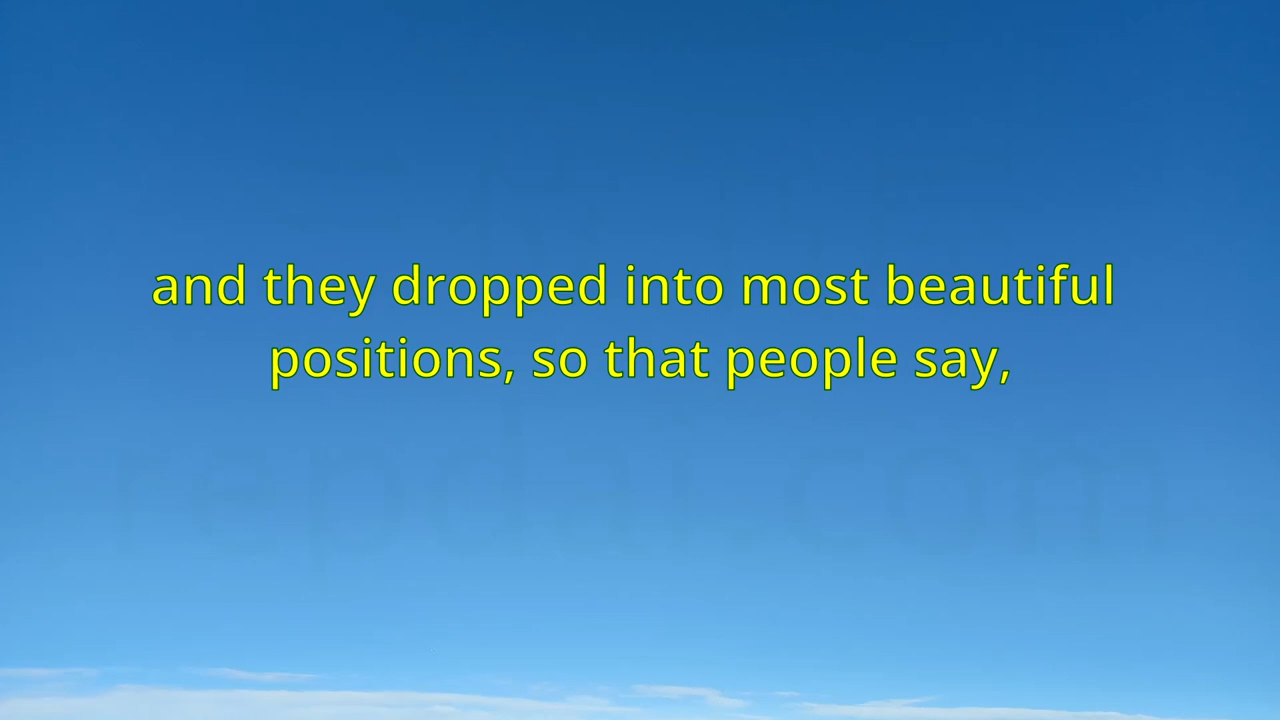 and they dropped into most beautiful
positions, so that people say,